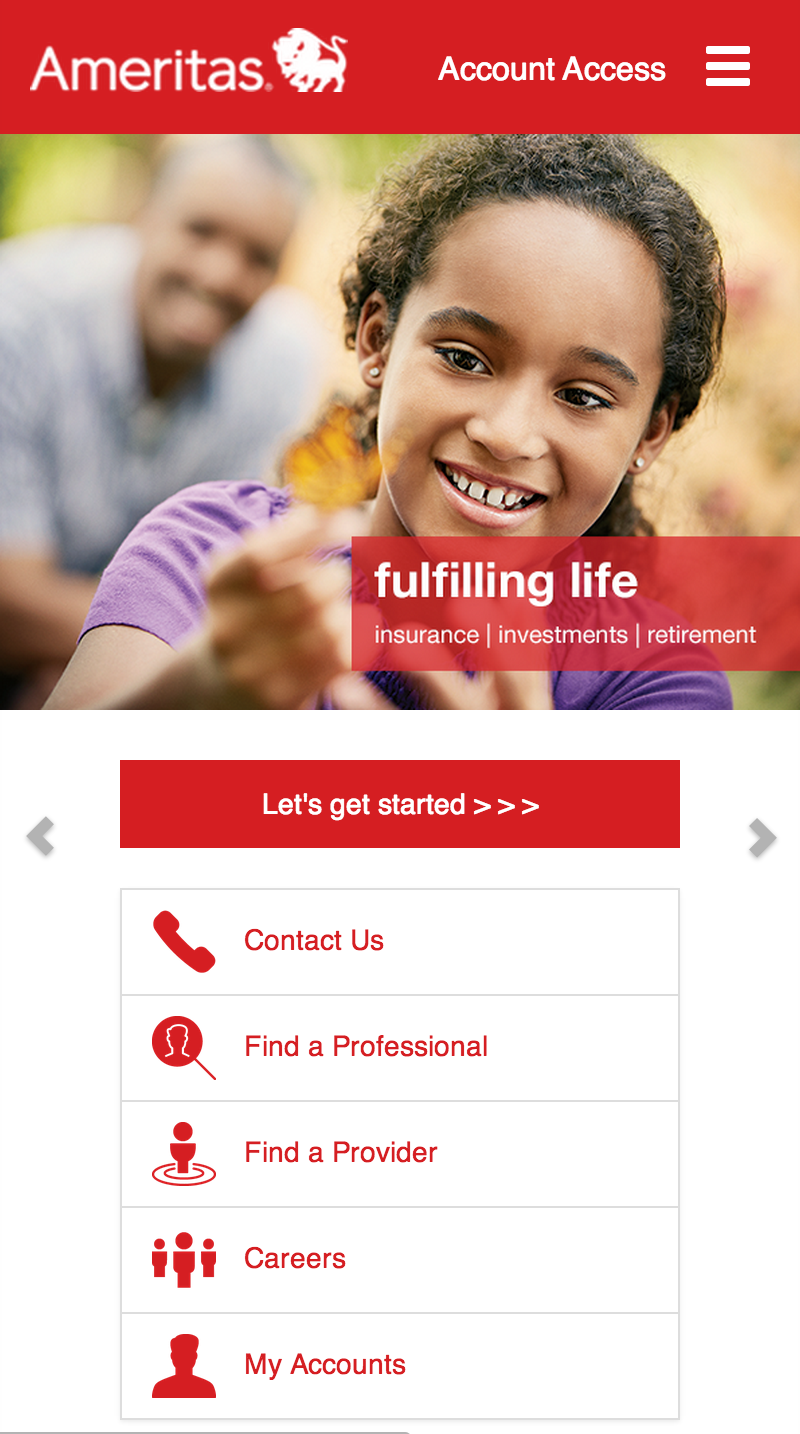 Ameritas®
Account Access
fulfilling life
insurance | investments | retirement
Let's get started > > >
Contact Us
Find a Professional
Find a Provider
Careers
My Accounts